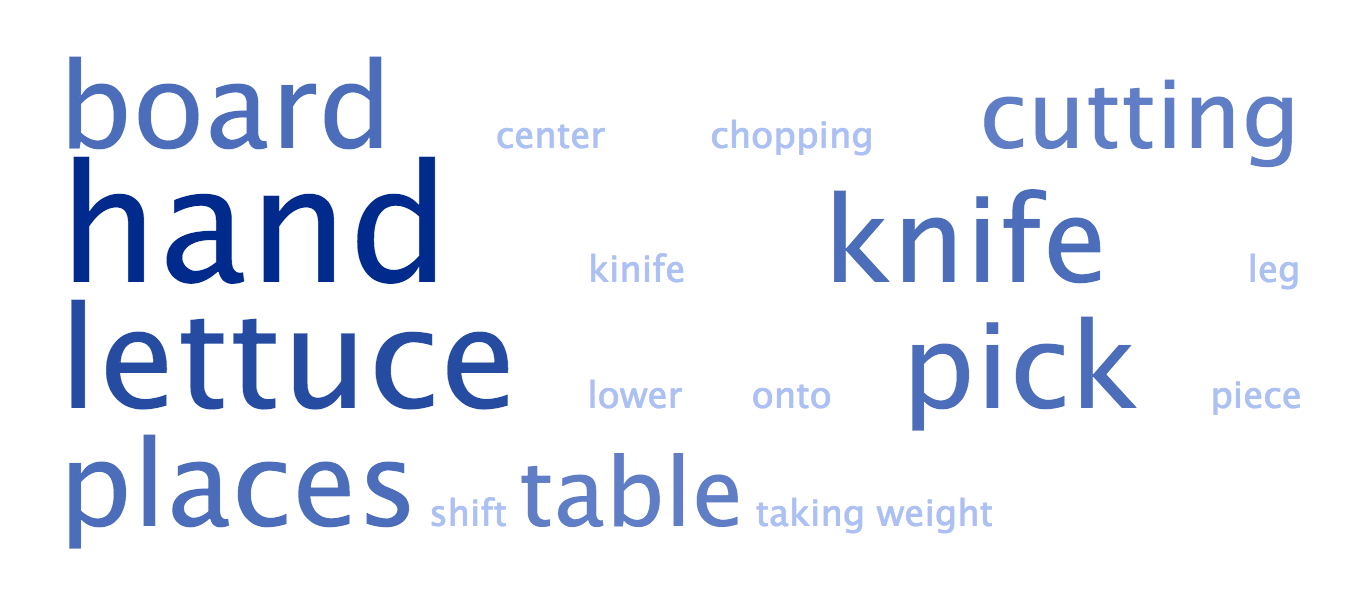 board center chopping cutting
hand kinife knife leg
lettuce lower onto pick piece
places shift table taking weight